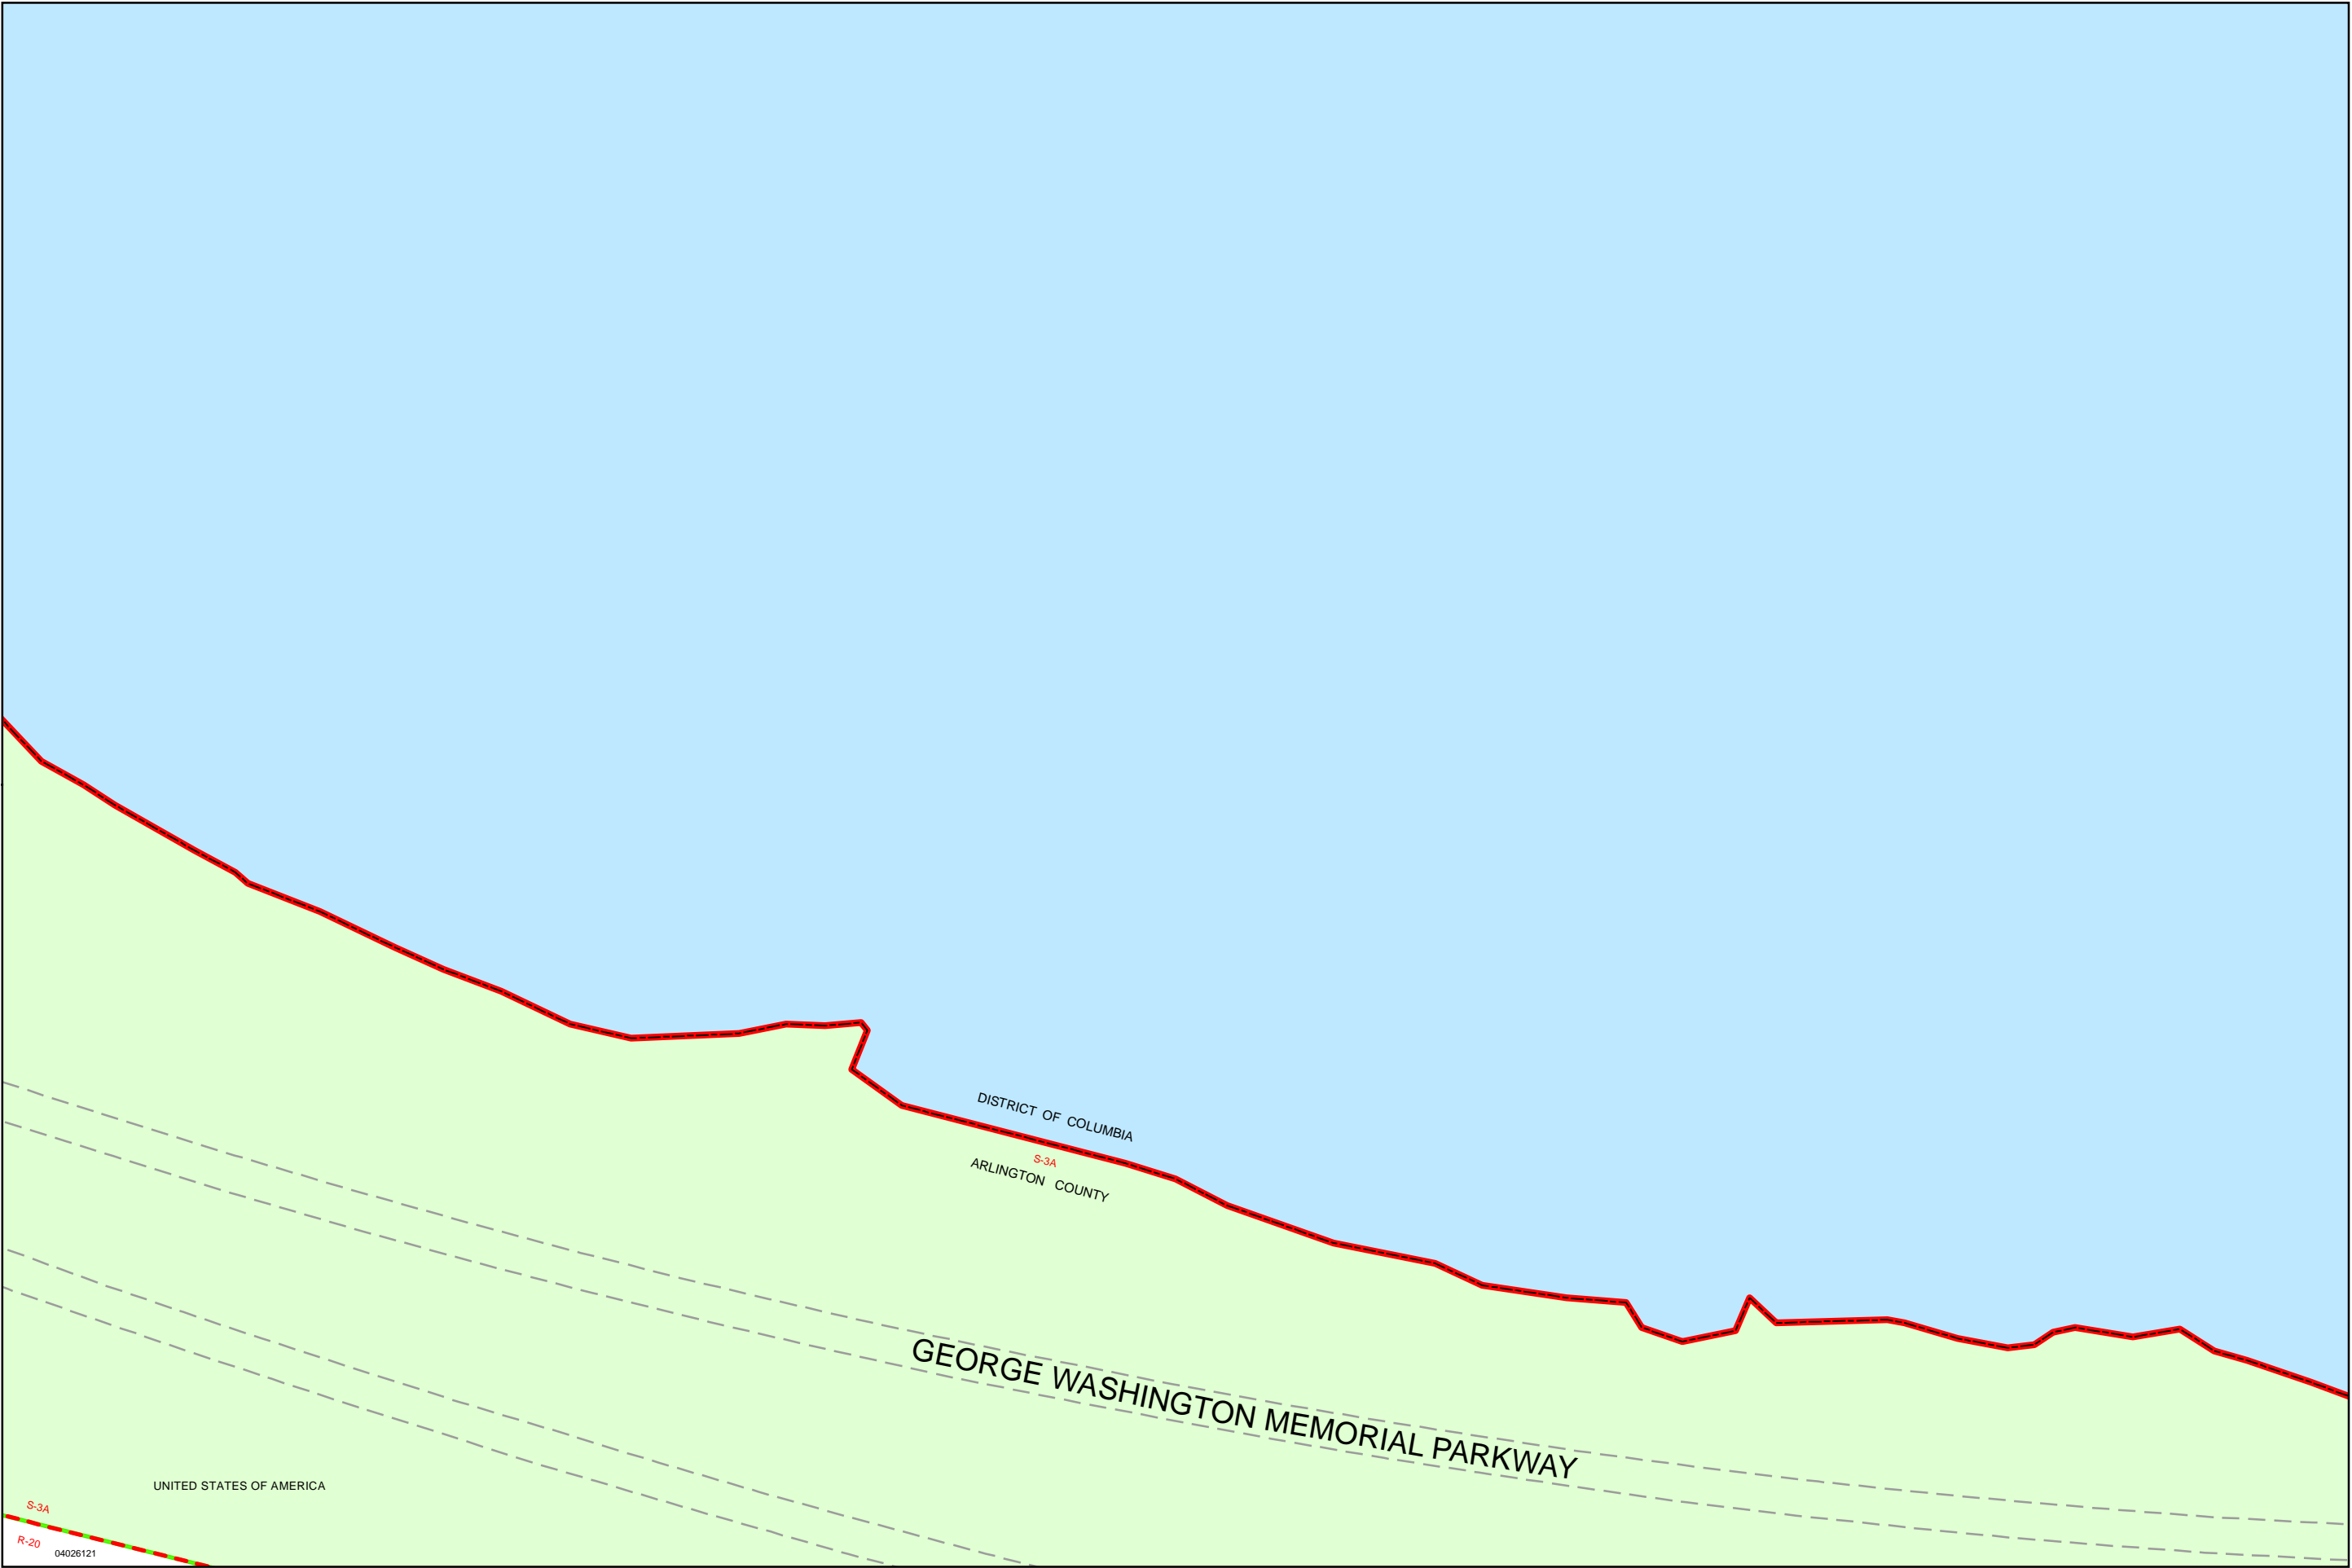 DISTRICT OF COLUMBIA
S-3A
ARLINGTON COUNTY
GEORGE WASHINGTON MEMORIAL PARKWAY
UNITED STATES OF AMERICA
S-3A
R-20
04026121